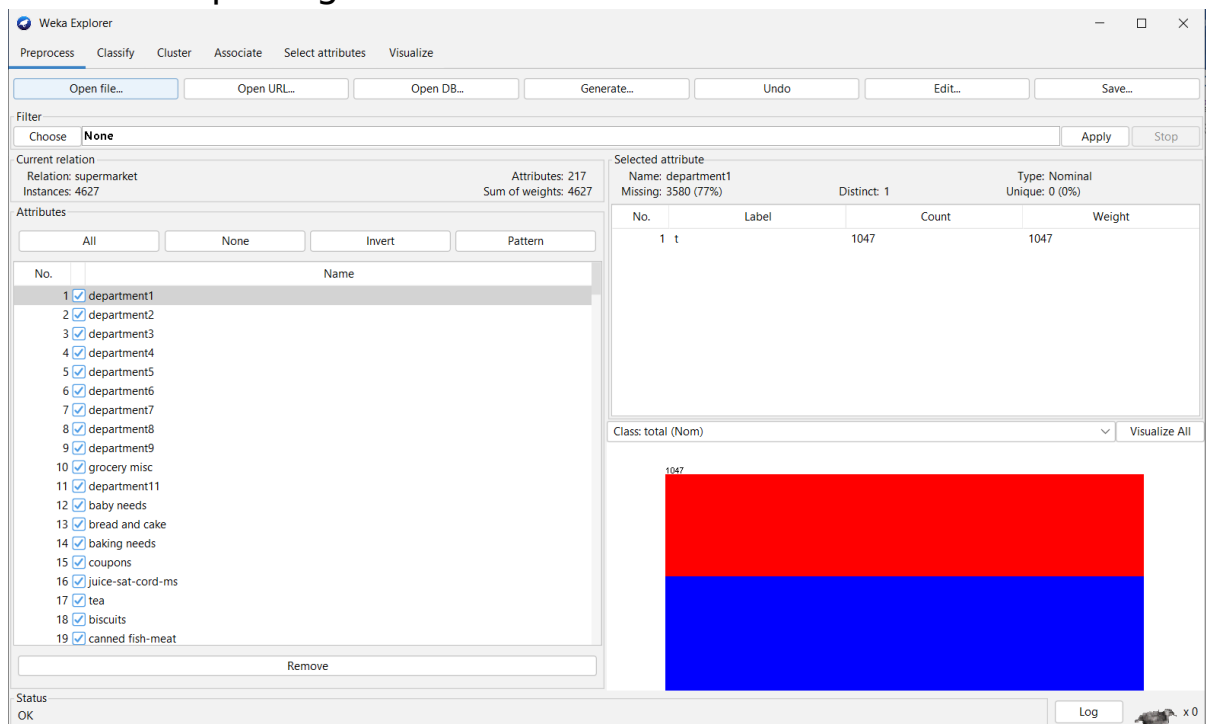 Weka Explorer
Preprocess Classify Cluster Associate Select attributes Visualize
Open file... Open URL... Open DB... Generate... Undo Edit... Save...
Filter
Choose None Apply Stop
Current relation
Relation: supermarket Attributes: 217
Instances: 4627 Sum of weights: 4627
Attributes
All None Invert Pattern
No. Name
1 department1
2 department2
3 department3
4 department4
5 department5
6 department6
7 department7
8 department8
9 department9
10 grocery misc
11 department11
12 baby needs
13 bread and cake
14 baking needs
15 coupons
16 juice-sat-cord-ms
17 tea
18 biscuits
19 canned fish-meat
Remove
Selected attribute
Name: department1 Type: Nominal
Missing: 3580 (77%) Distinct: 1 Unique: 0 (0%)
No. Label Count Weight
1 t 1047 1047
Class: total (Nom) Visualize All
1047
Status
OK
Log x 0